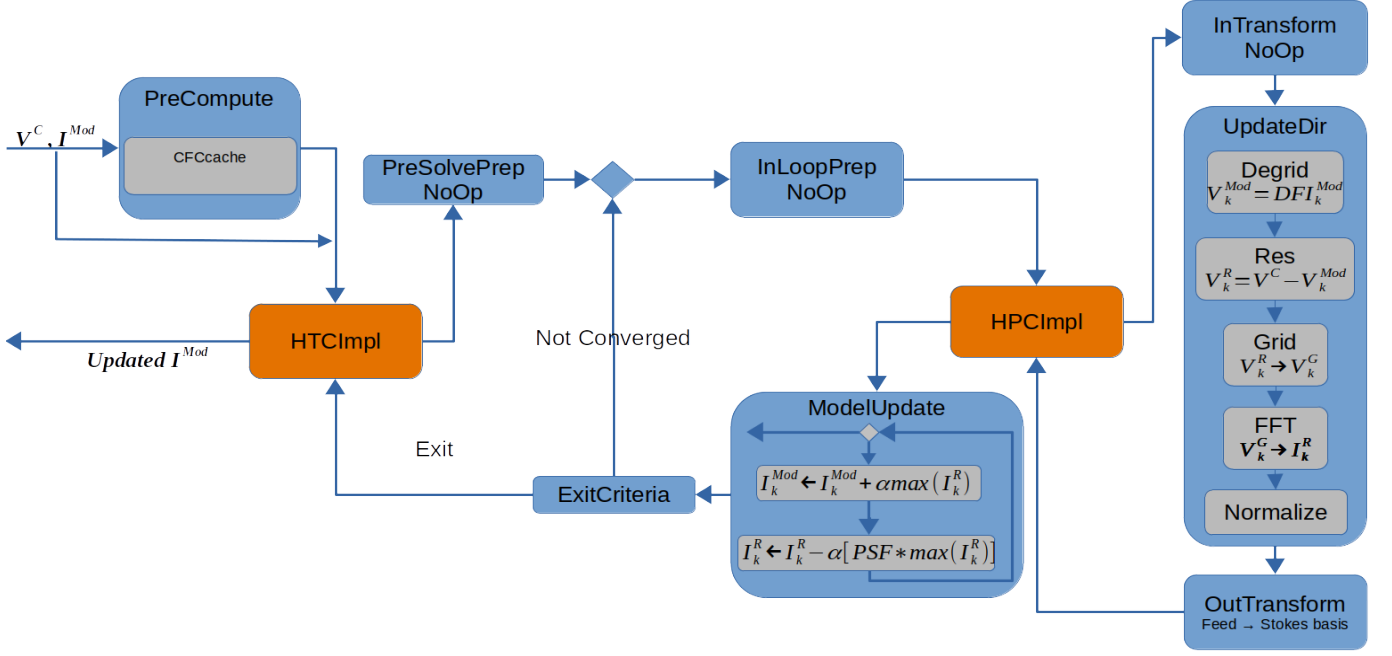 V^C, I^Mod
PreCompute
CFCcache
HTCImpl
Updated I^Mod
PreSolvePrep
NoOp
InLoopPrep
NoOp
HPCImpl
InTransform
NoOp
UpdateDir
Degrid
V_k^Mod = DFI_k^Mod
Res
V_k^R = V^C − V_k^Mod
Grid
V_k^R → V_k^G
FFT
V_k^G → I_k^R
Normalize
OutTransform
Feed → Stokes basis
ModelUpdate
I_k^Mod ← I_k^Mod + αmax(I_k^R)
I_k^R ← I_k^R − α[PSF∗max(I_k^R)]
ExitCriteria
Not Converged
Exit